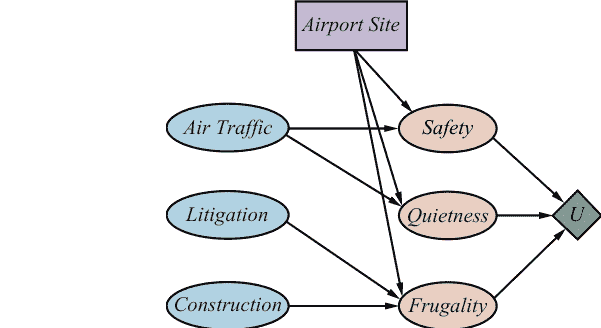 Airport Site
Air Traffic
Safety
Litigation
Quietness
U
Construction
Frugality